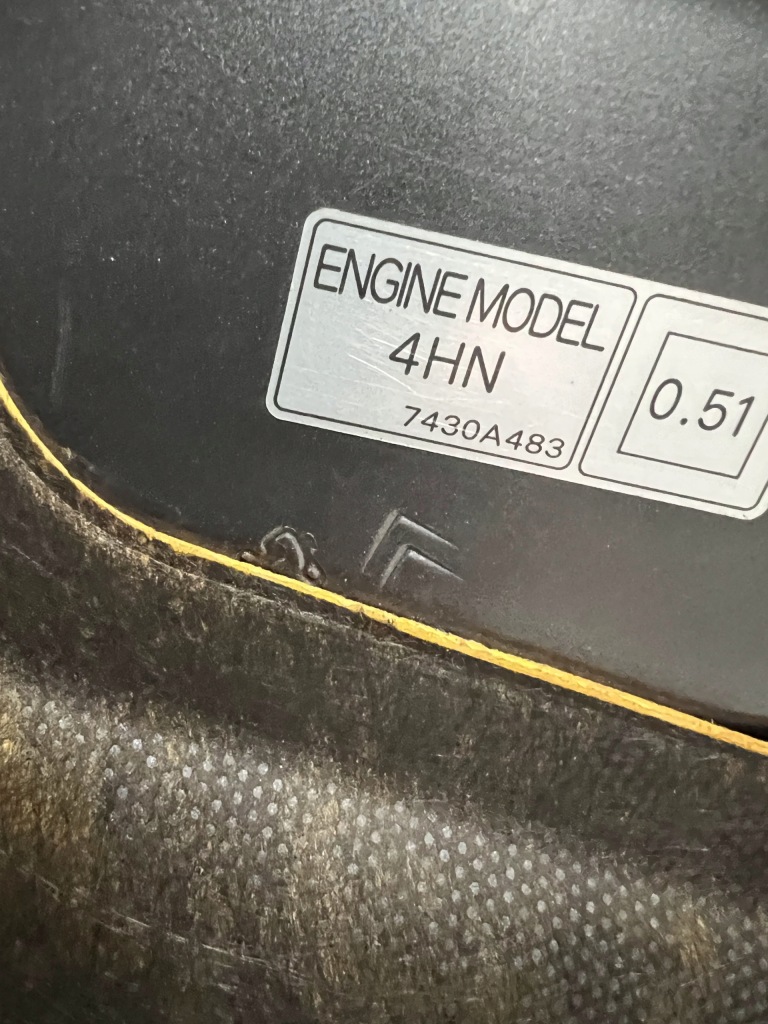 ENGINE MODEL
4HN
7430A483
0.51